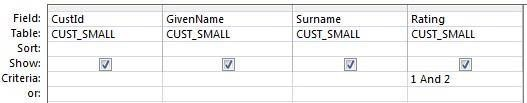 Field: CustId GivenName Surname Rating
Table: CUST_SMALL CUST_SMALL CUST_SMALL CUST_SMALL
Sort:
Show:
Criteria: 1 And 2
or: